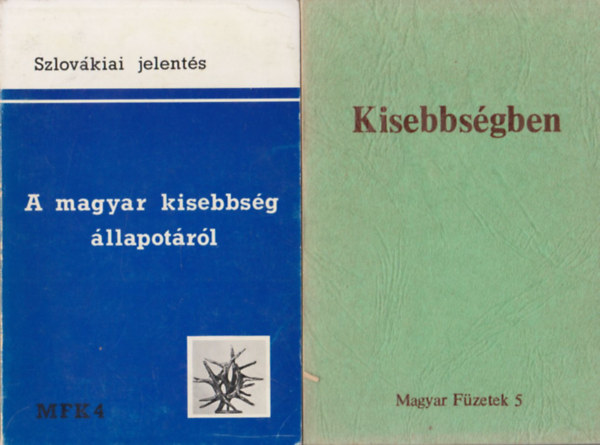 Szlovákiai jelentés
A magyar kisebbség
állapotáról
MFK4
Kisebbségben
Magyar Füzetek 5